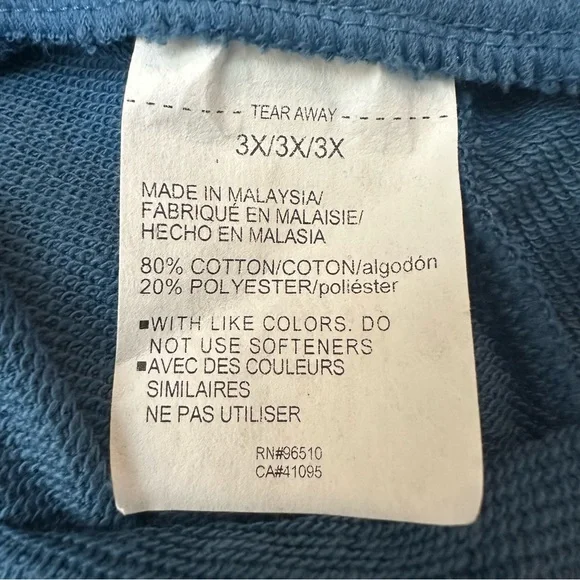 TEAR AWAY
3X/3X/3X
MADE IN MALAYSIA/
FABRIQUÉ EN MALAISIE/
HECHO EN MALASIA
80% COTTON/COTON/algodón
20% POLYESTER/poliéster
■WITH LIKE COLORS. DO
NOT USE SOFTENERS
■AVEC DES COULEURS
SIMILAIRES
NE PAS UTILISER
RN#96510
CA#41095